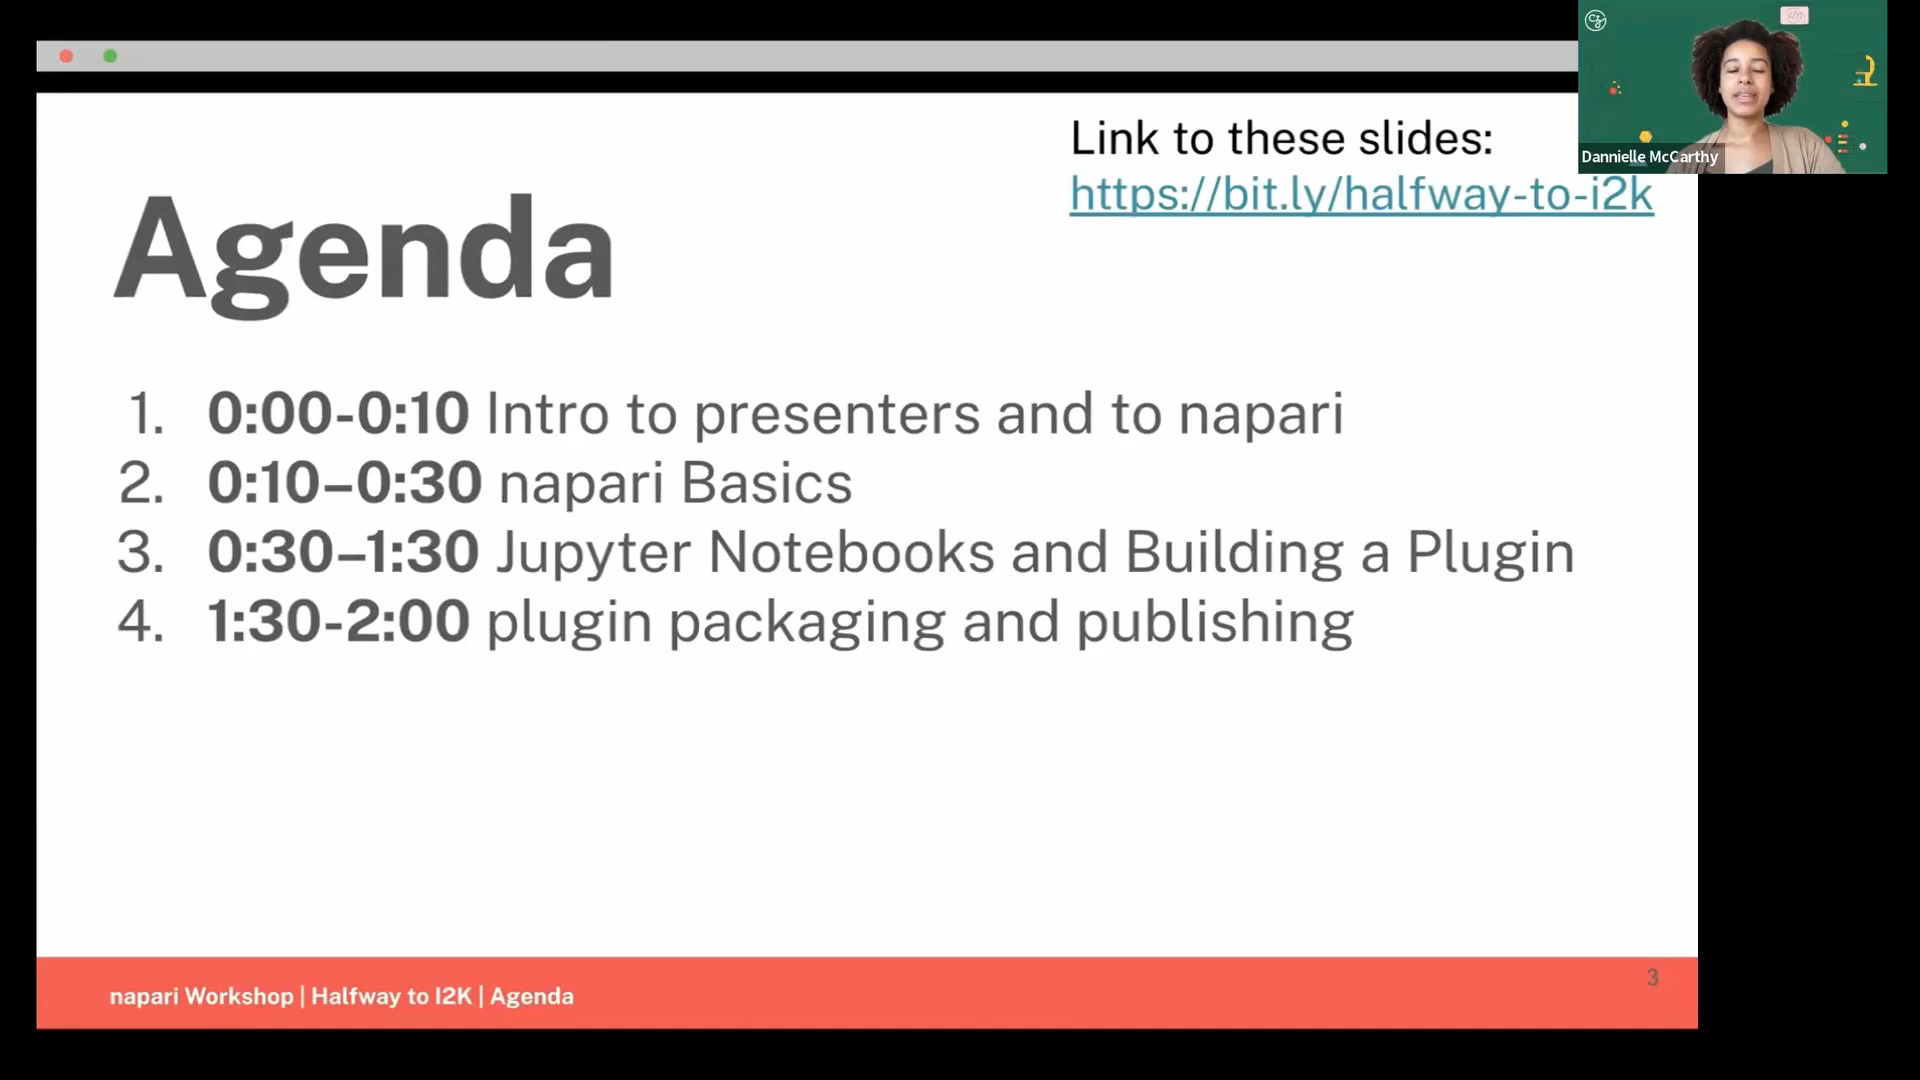 Link to these slides:
https://bit.ly/halfway-to-i2k
Dannielle McCarthy
Agenda
1. 0:00-0:10 Intro to presenters and to napari
2. 0:10–0:30 napari Basics
3. 0:30–1:30 Jupyter Notebooks and Building a Plugin
4. 1:30-2:00 plugin packaging and publishing
napari Workshop | Halfway to I2K | Agenda
3